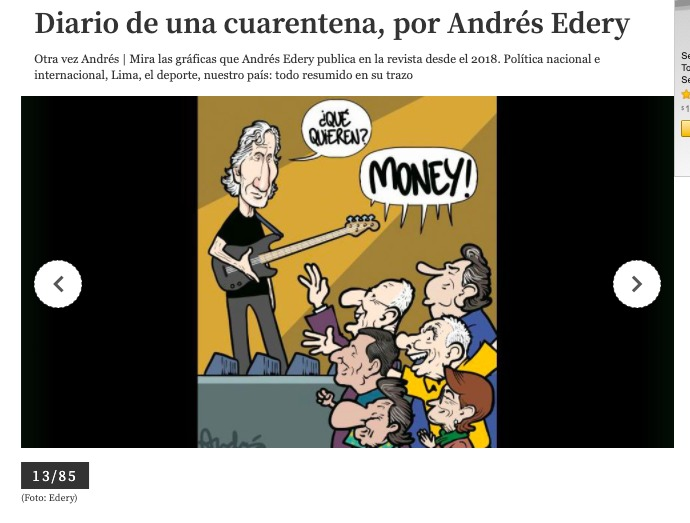 Diario de una cuarentena, por Andrés Edery
Otra vez Andrés | Mira las gráficas que Andrés Edery publica en la revista desde el 2018. Política nacional e
internacional, Lima, el deporte, nuestro país: todo resumido en su trazo
¿QUÉ
QUIEREN?
MONEY!
Andrés
13/85
(Foto: Edery)